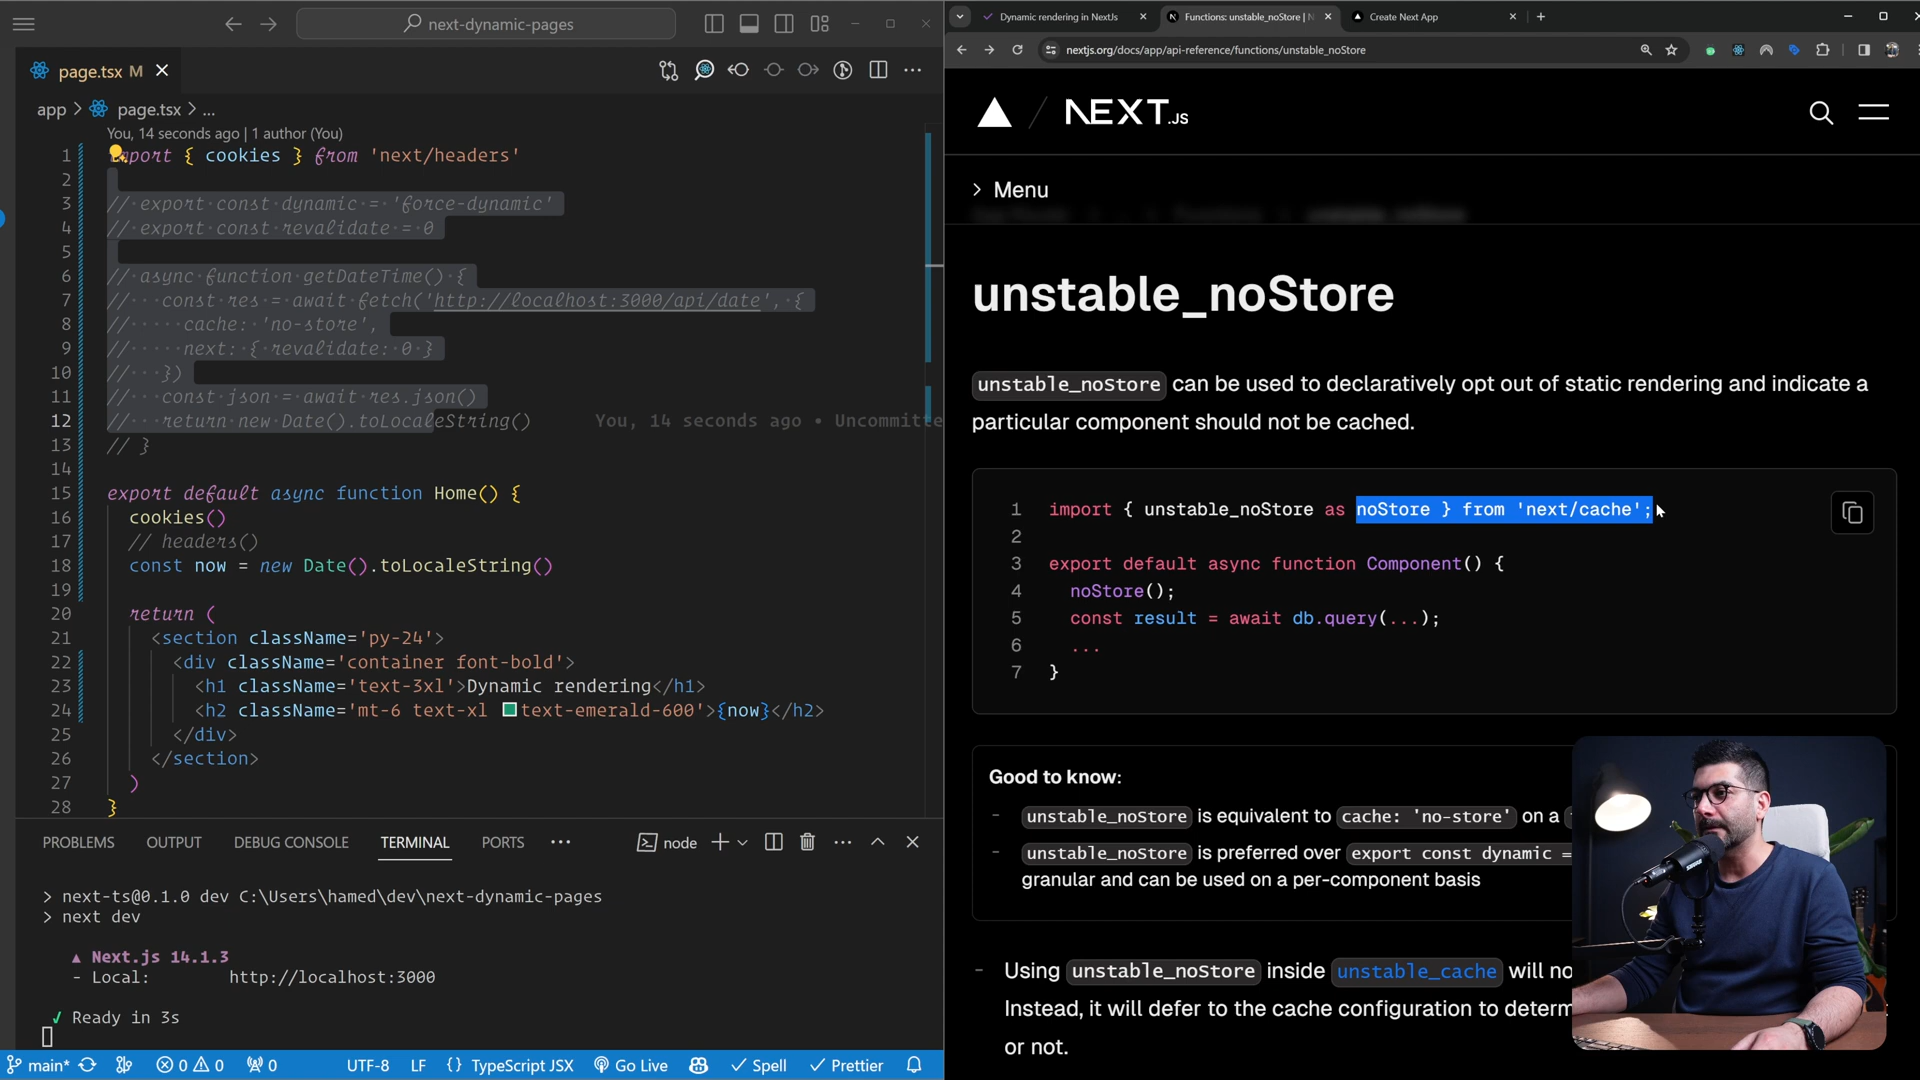 next-dynamic-pages
page.tsx M
app > page.tsx > ...
You, 14 seconds ago | 1 author (You)
1 import { cookies } from 'next/headers'
2
3 // export const dynamic = 'force-dynamic'
4 // export const revalidate = 0
5
6 // async function getDateTime() {
7 // const res = await fetch('http://localhost:3000/api/date', {
8 // cache: 'no-store',
9 // next: { revalidate: 0 }
10 // })
11 // const json = await res.json()
12 // return new Date().toLocaleString() You, 14 seconds ago • Uncommitte
13 // }
14
15 export default async function Home() {
16 cookies()
17 // headers()
18 const now = new Date().toLocaleString()
19
20 return (
21 <section className='py-24'>
22 <div className='container font-bold'>
23 <h1 className='text-3xl'>Dynamic rendering</h1>
24 <h2 className='mt-6 text-xl text-emerald-600'>{now}</h2>
25 </div>
26 </section>
27 )
28 }
PROBLEMS OUTPUT DEBUG CONSOLE TERMINAL PORTS ... node
> next-ts@0.1.0 dev C:\Users\hamed\dev\next-dynamic-pages
> next dev
▲ Next.js 14.1.3
- Local: http://localhost:3000
✓ Ready in 3s
main* 0 0 0 UTF-8 LF {} TypeScript JSX Go Live Spell Prettier
Dynamic rendering in NextJs
Functions: unstable_noStore | N
Create Next App
nextjs.org/docs/app/api-reference/functions/unstable_noStore
NEXT.JS
> Menu
unstable_noStore
unstable_noStore can be used to declaratively opt out of static rendering and indicate a
particular component should not be cached.
1 import { unstable_noStore as noStore } from 'next/cache';
2
3 export default async function Component() {
4 noStore();
5 const result = await db.query(...);
6 ...
7 }
Good to know:
- unstable_noStore is equivalent to cache: 'no-store' on a
- unstable_noStore is preferred over export const dynamic =
granular and can be used on a per-component basis
- Using unstable_noStore inside unstable_cache will no
Instead, it will defer to the cache configuration to determ
or not.